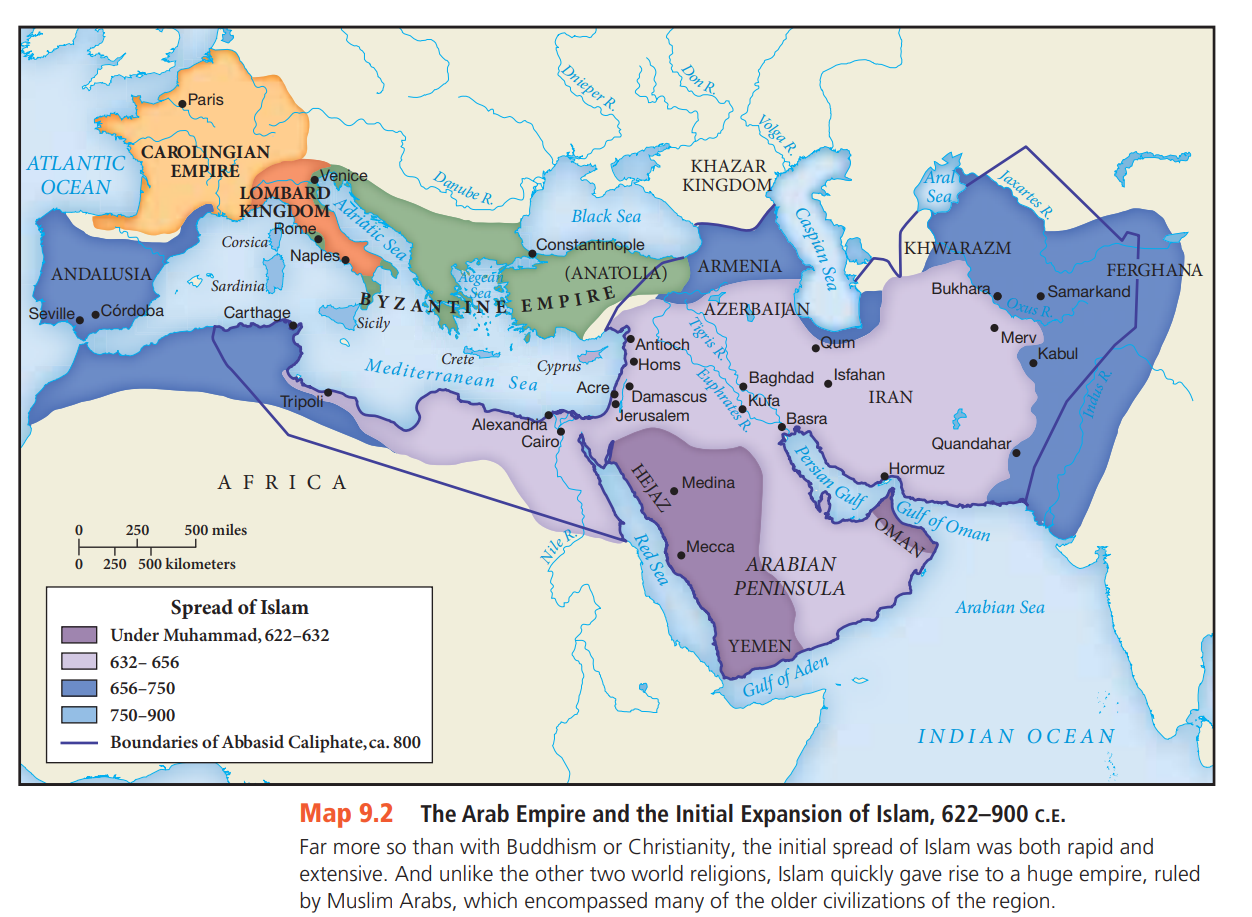 Paris
CAROLINGIAN
EMPIRE
ATLANTIC
OCEAN
Dnieper R.
Don R.
Volga R.
KHAZAR
KINGDOM
Aral
Sea
Jaxartes R.
Venice
LOMBARD
KINGDOM
Danube R.
Adriatic Sea
Rome
Corsica
Naples
Black Sea
Constantinople
Caspian Sea
KHWARAZM
FERGHANA
ANDALUSIA
Sardinia
Aegean
Sea
(ANATOLIA)
ARMENIA
BYZANTINE EMPIRE
AZERBAIJAN
Bukhara
Samarkand
Oxus R.
Seville
Córdoba
Carthage
Sicily
Merv
Kabul
Crete
Cyprus
Antioch
Homs
Tigris R.
Qum
Mediterranean Sea
Acre
Damascus
Jerusalem
Euphrates R.
Baghdad
Kufa
Isfahan
IRAN
Indus R.
Tripoli
Alexandria
Cairo
Basra
Quandahar
AFRICA
HEJAZ
Medina
Persian Gulf
Hormuz
Gulf of Oman
OMAN
Nile R.
Red Sea
Mecca
ARABIAN
PENINSULA
Arabian Sea
YEMEN
Gulf of Aden
INDIAN OCEAN
0 250 500 miles
0 250 500 kilometers
Spread of Islam
Under Muhammad, 622–632
632– 656
656–750
750–900
Boundaries of Abbasid Caliphate, ca. 800
Map 9.2 The Arab Empire and the Initial Expansion of Islam, 622–900 C.E.
Far more so than with Buddhism or Christianity, the initial spread of Islam was both rapid and
extensive. And unlike the other two world religions, Islam quickly gave rise to a huge empire, ruled
by Muslim Arabs, which encompassed many of the older civilizations of the region.